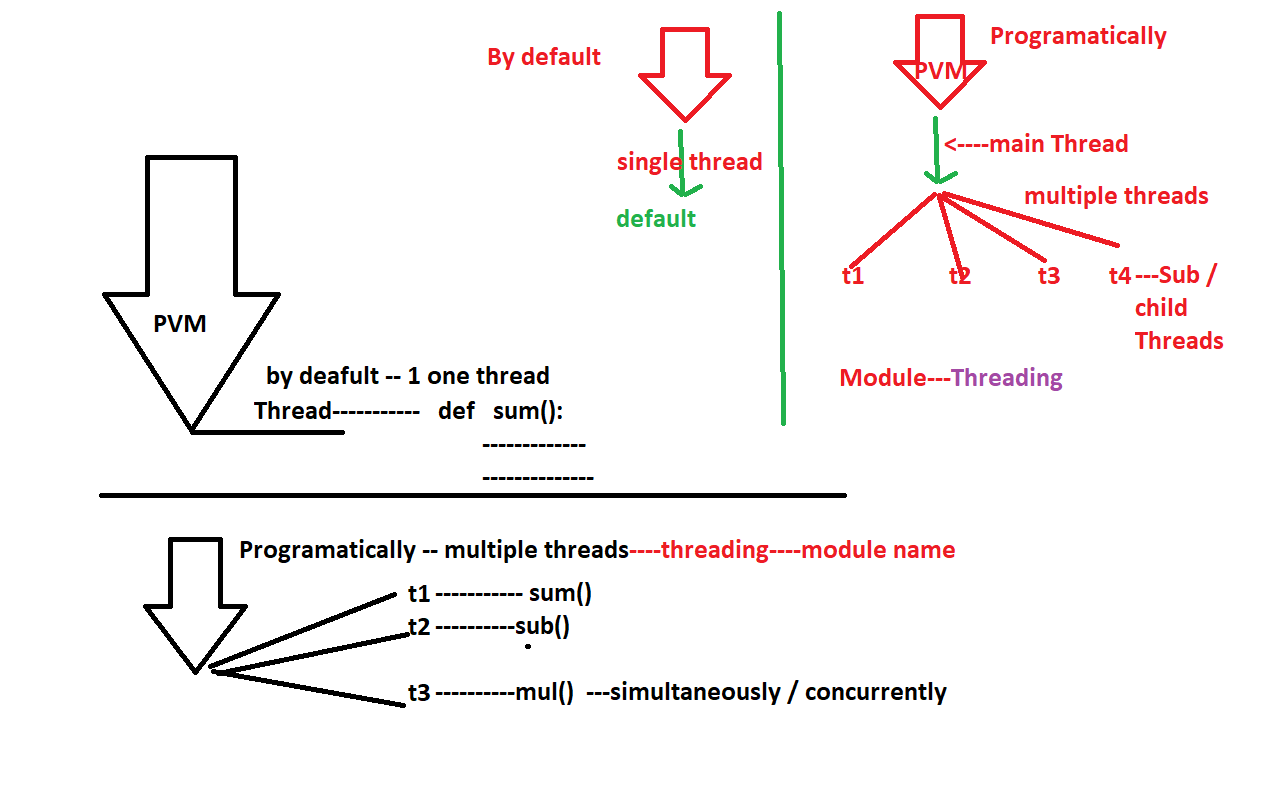 By default
single thread
default
PVM
Programatically
<----main Thread
multiple threads
t1 t2 t3 t4 ---Sub /
child
Threads
Module---Threading
PVM
by deafult -- 1 one thread
Thread----------- def sum():
-------------
--------------
Programatically -- multiple threads----threading----module name
t1 ----------- sum()
t2 ----------sub()
t3 ----------mul() ---simultaneously / concurrently